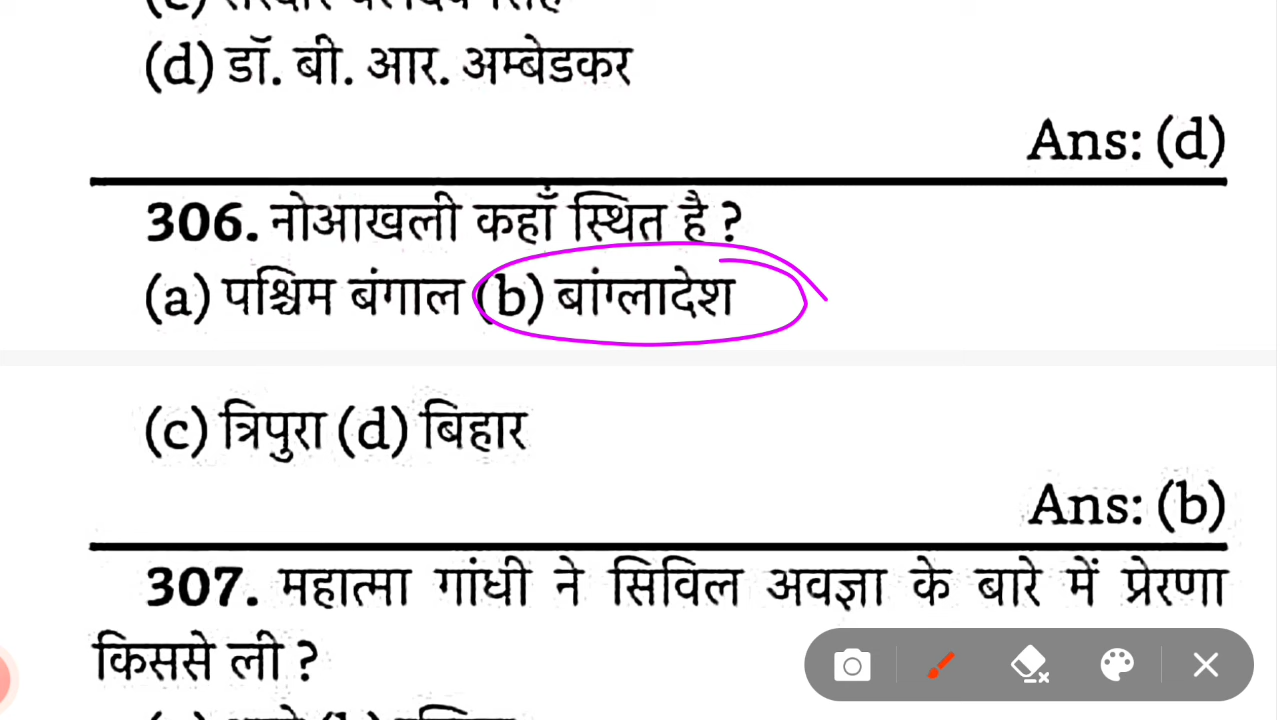 (d) डॉ. बी. आर. अम्बेडकर
Ans: (d)
306. नोआखली कहाँ स्थित है ?
(a) पश्चिम बंगाल (b) बांग्लादेश
(c) त्रिपुरा (d) बिहार
Ans: (b)
307. महात्मा गांधी ने सिविल अवज्ञा के बारे में प्रेरणा
किससे ली ?